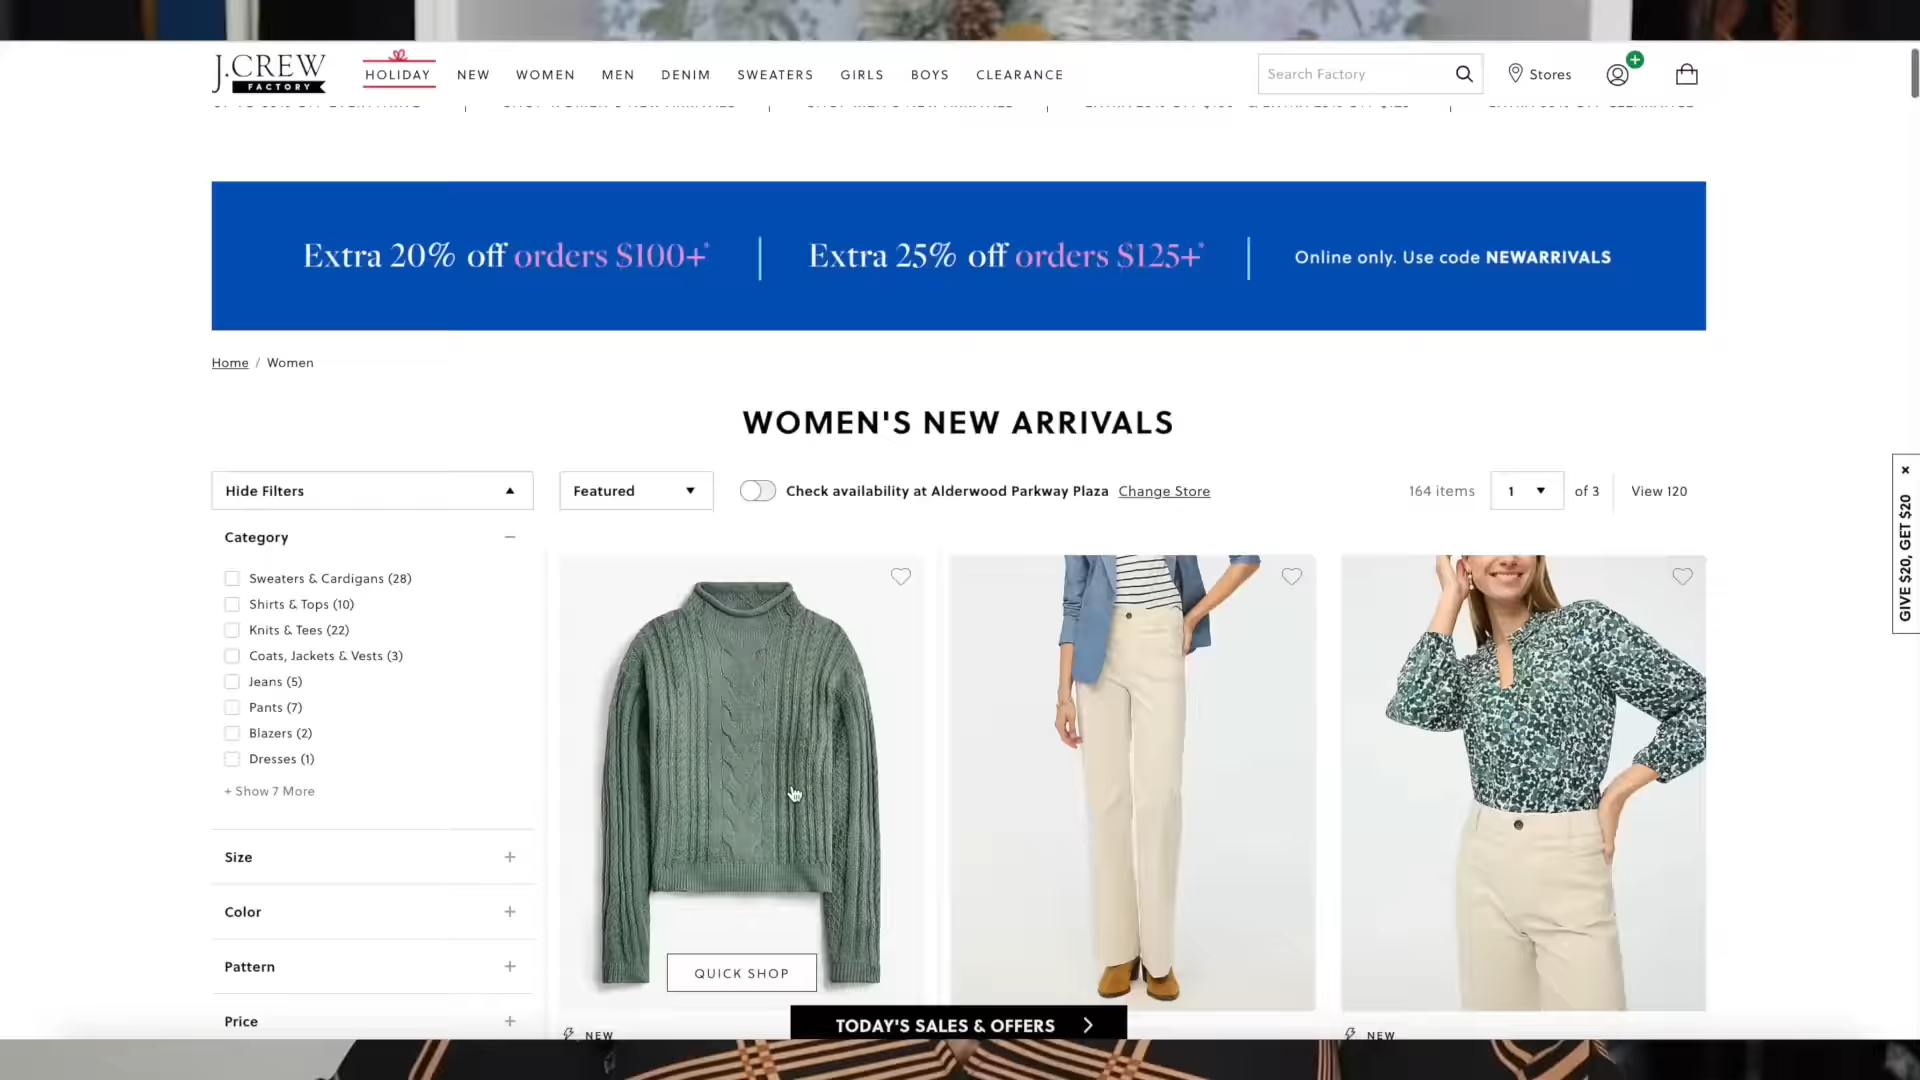 J.CREW
FACTORY
HOLIDAY
NEW
WOMEN
MEN
DENIM
SWEATERS
GIRLS
BOYS
CLEARANCE
Search Factory
Stores
Extra 20% off orders $100+*
Extra 25% off orders $125+*
Online only. Use code NEWARRIVALS
Home / Women
WOMEN'S NEW ARRIVALS
Hide Filters
Featured
Check availability at Alderwood Parkway Plaza Change Store
164 items
1
of 3
View 120
GIVE $20, GET $20
Category
Sweaters & Cardigans (28)
Shirts & Tops (10)
Knits & Tees (22)
Coats, Jackets & Vests (3)
Jeans (5)
Pants (7)
Blazers (2)
Dresses (1)
+ Show 7 More
Size
Color
Pattern
Price
QUICK SHOP
TODAY'S SALES & OFFERS
NEW
NEW